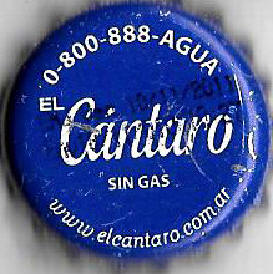 0-800-888-AGUA
EL
Cántaro
SIN GAS
www.elcantaro.com.ar